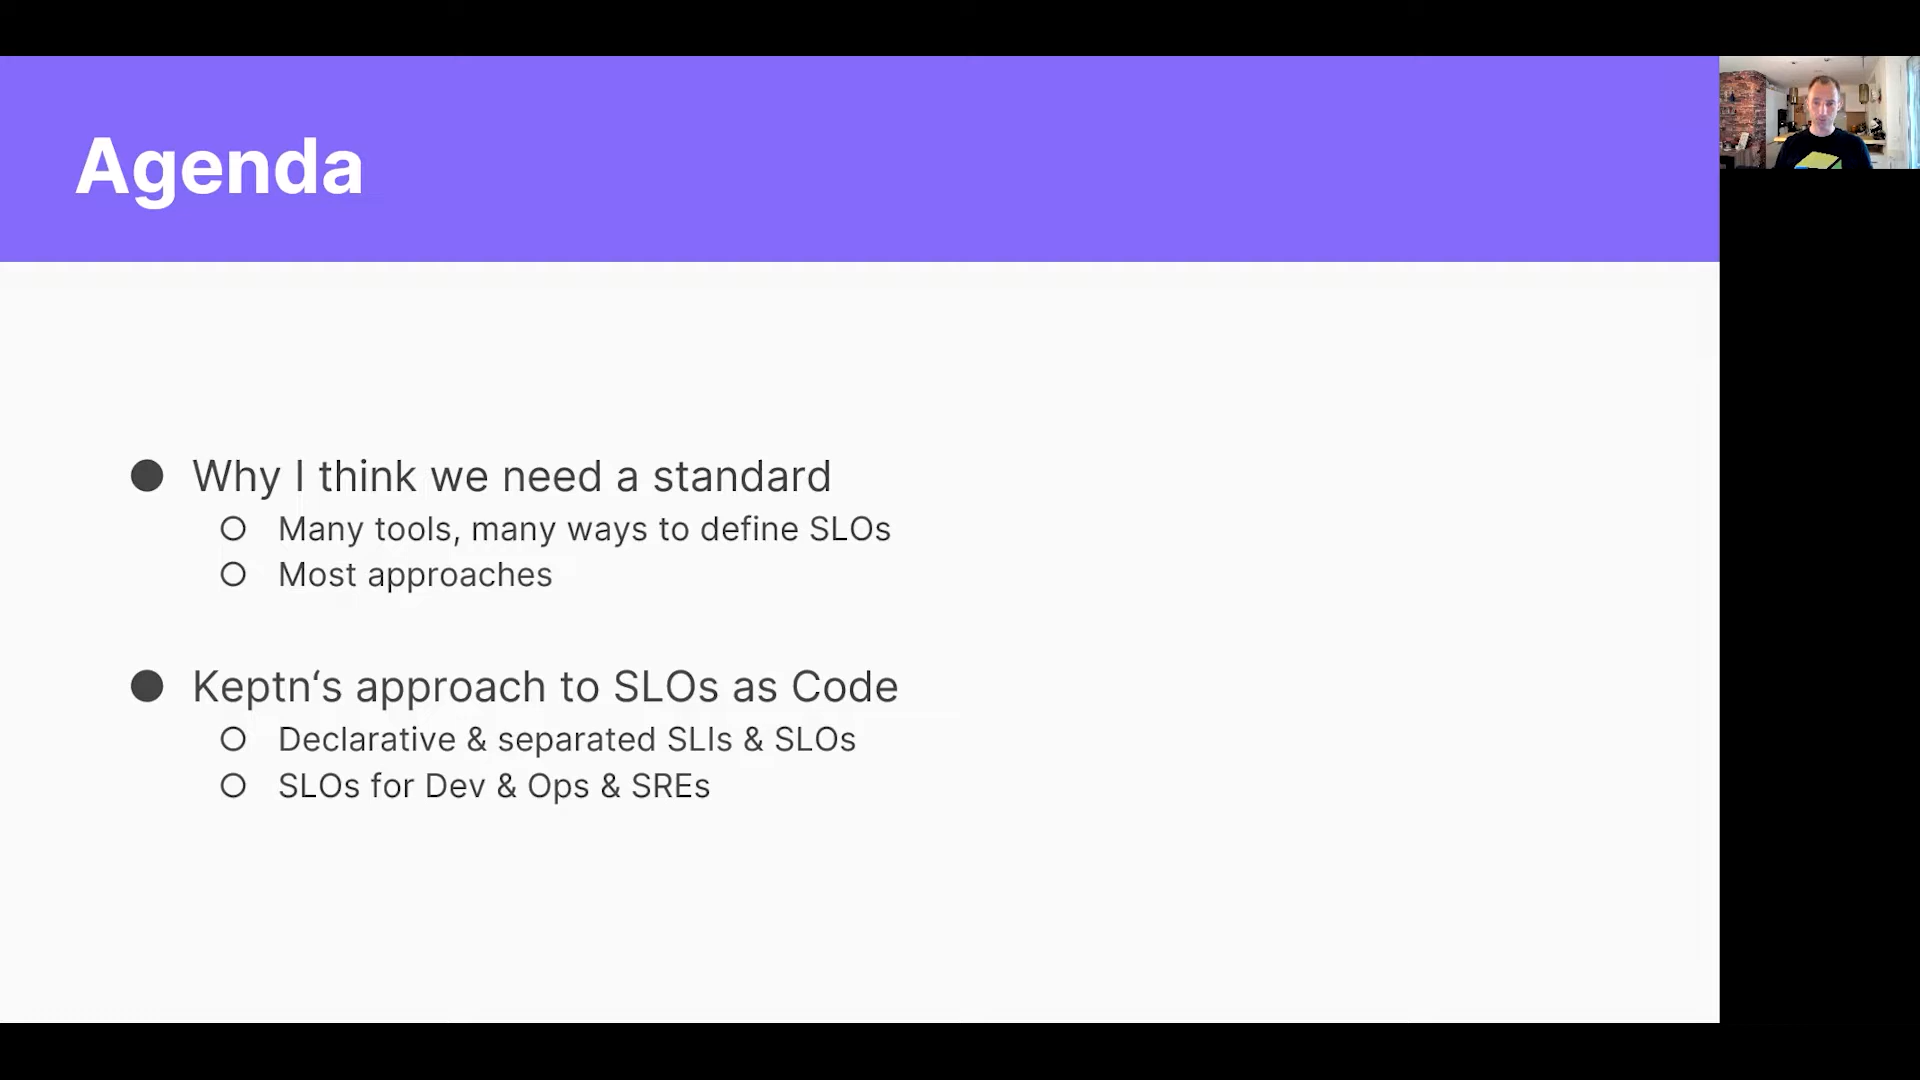 Agenda
Why I think we need a standard
Many tools, many ways to define SLOs
Most approaches
Keptn‘s approach to SLOs as Code
Declarative & separated SLIs & SLOs
SLOs for Dev & Ops & SREs